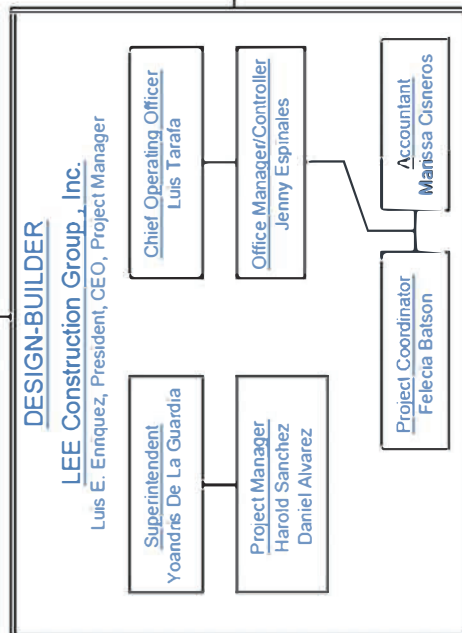 DESIGN-BUILDER
LEE Construction Group , Inc.
Luis E. Enriquez, President, CEO, Project Manager
Superintendent
Yoandris De La Guardia
Project Manager
Harold Sanchez
Daniel Alvarez
Chief Operating Officer
Luis Tarafa
Office Manager/Controller
Jenny Espinales
Project Coordinator
Felecia Batson
Accountant
Marissa Cisneros